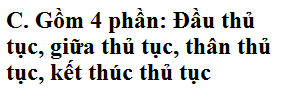 C. Gồm 4 phần: Đầu thủ
tục, giữa thủ tục, thân thủ
tục, kết thúc thủ tục